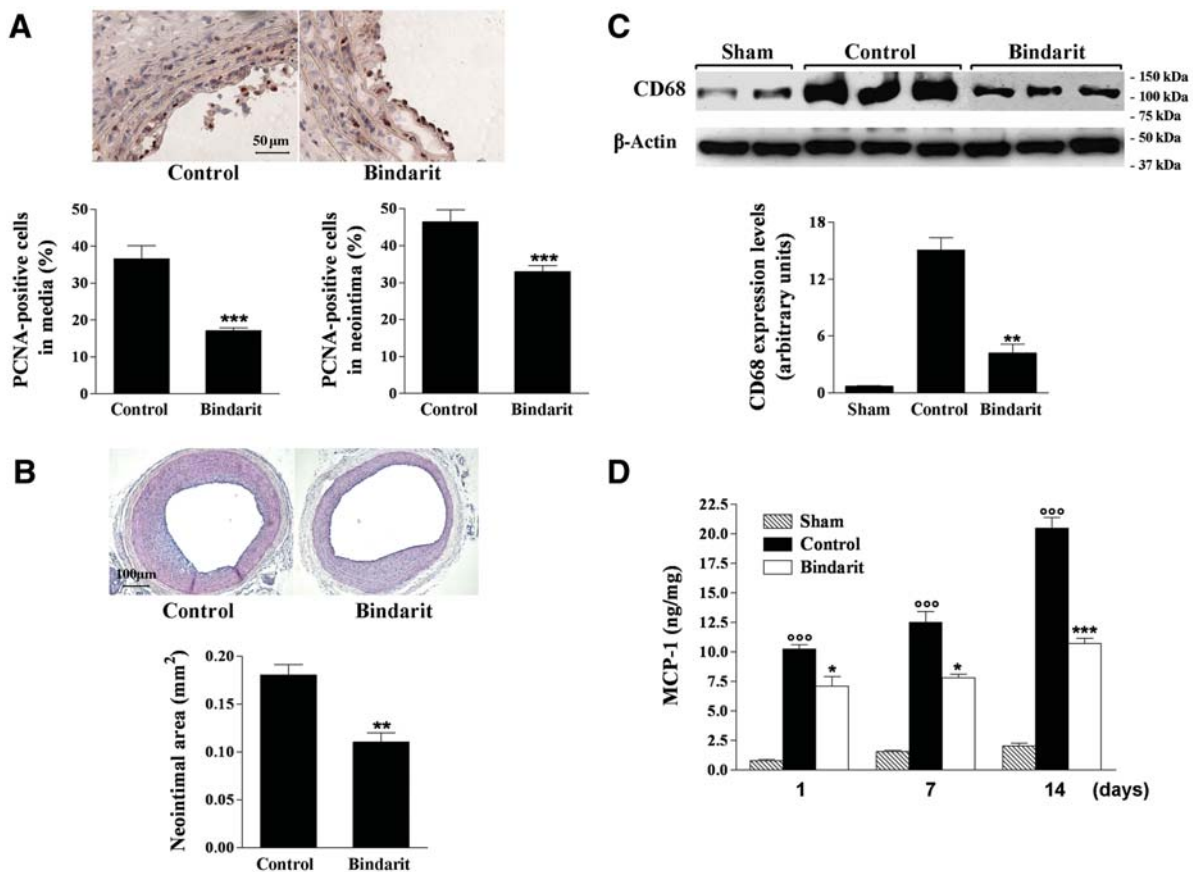 A
50 μm
Control Bindarit
PCNA-positive cells
in media (%)
50
40
30
20
10
0
***
Control Bindarit
PCNA-positive cells
in neointima (%)
50
40
30
20
10
0
***
Control Bindarit
B
100μm
Control Bindarit
Neointimal area (mm²)
0.20
0.15
0.10
0.05
0.00
**
Control Bindarit
C
Sham Control Bindarit
CD68
- 150 kDa
- 100 kDa
- 75 kDa
β-Actin
- 50 kDa
- 37 kDa
CD68 expression levels
(arbitrary units)
18
12
6
0
**
Sham Control Bindarit
D
MCP-1 (ng/mg)
22.5
20.0
17.5
15.0
12.5
10.0
7.5
5.0
2.5
0.0
Sham
Control
Bindarit
°°°
*
°°°
*
°°°
***
1 7 14 (days)